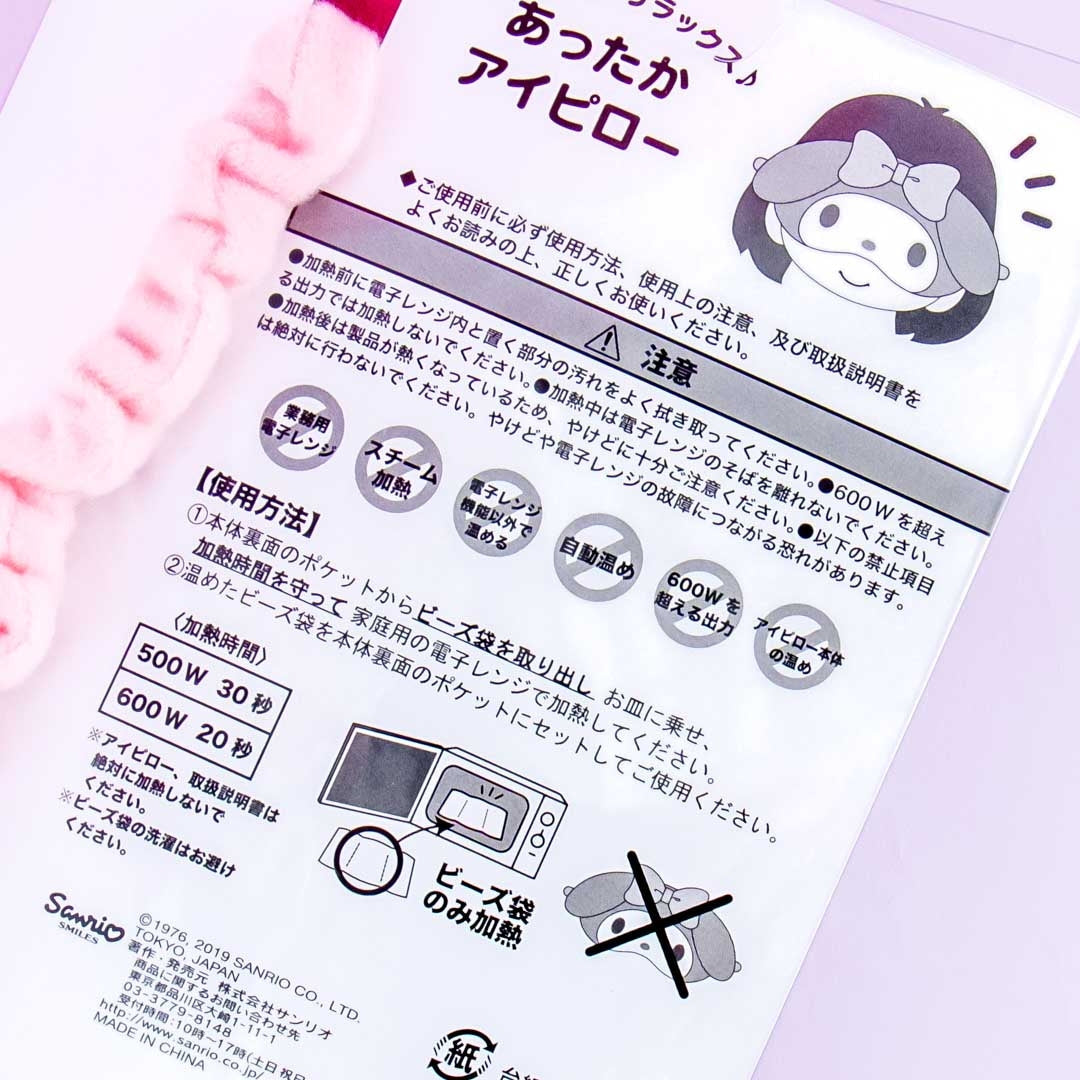 リラックス♪
あったか
アイピロー
◆ご使用前に必ず使用方法、使用上の注意、及び取扱説明書を
よくお読みの上、正しくお使いください。
注意
●加熱前に電子レンジ内と置く部分の汚れをよく拭き取ってください。●600Wを超え
る出力では加熱しないでください。●加熱中は電子レンジのそばを離れないでください。
●加熱後は製品が熱くなっているため、やけどに十分ご注意ください。●以下の禁止項目
は絶対に行わないでください。やけどや電子レンジの故障につながる恐れがあります。
業務用
電子レンジ
スチーム
加熱
電子レンジ
機能以外で
温める
自動温め
600Wを
超える出力
アイピロー本体
の温め
【使用方法】
①本体裏面のポケットからビーズ袋を取り出し お皿に乗せ、
加熱時間を守って 家庭用の電子レンジで加熱してください。
②温めたビーズ袋を本体裏面のポケットにセットしてご使用ください。
〈加熱時間〉
500W 30秒
600W 20秒
※アイピロー、取扱説明書は
絶対に加熱しないで
ください。
※ビーズ袋の洗濯はお避け
ください。
ビーズ袋
のみ加熱
Sanrio
SMILES
©1976, 2019 SANRIO CO., LTD.
TOKYO, JAPAN
著作・発売元 株式会社サンリオ
商品に関するお問い合わせ先
東京都品川区大崎1-11-1
03-3779-8148
受付時間:10時〜17時(土日祝日
http://www.sanrio.co.jp/
MADE IN CHINA
紙
台紙